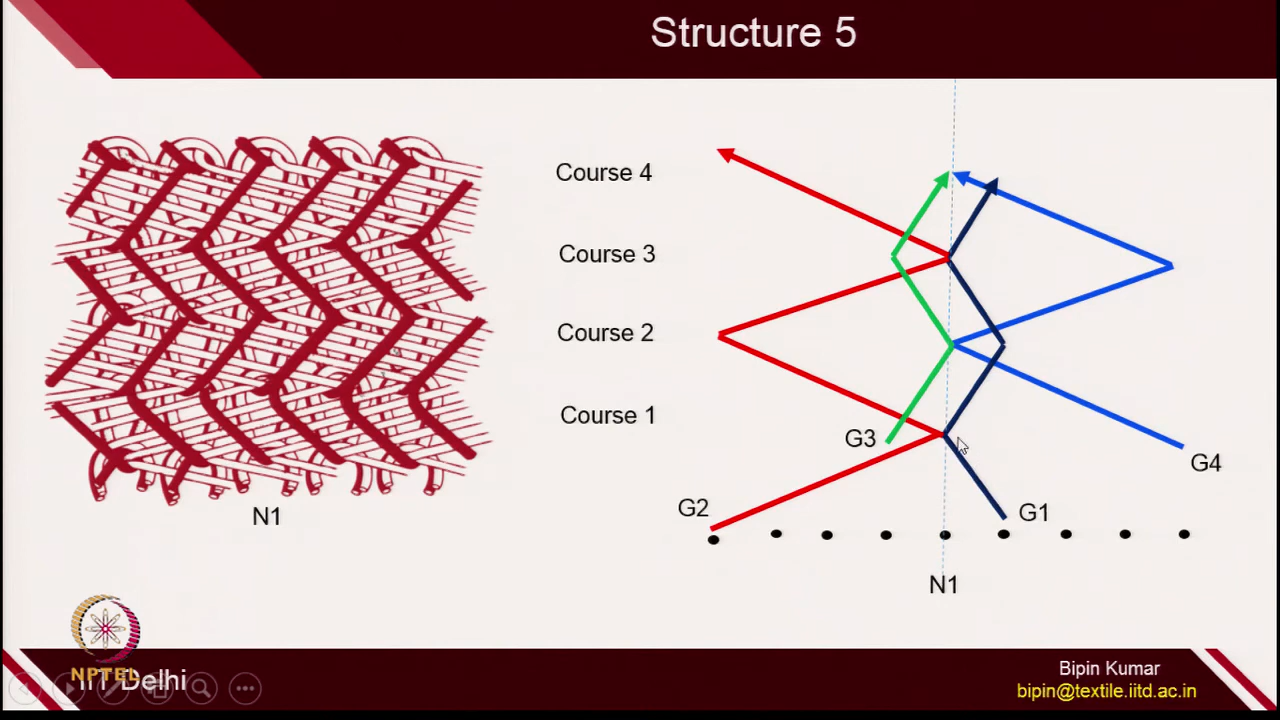 Structure 5
Course 4
Course 3
Course 2
Course 1
G3
G4
G2
G1
N1
N1
NPTEL
IIT Delhi
Bipin Kumar
bipin@textile.iitd.ac.in